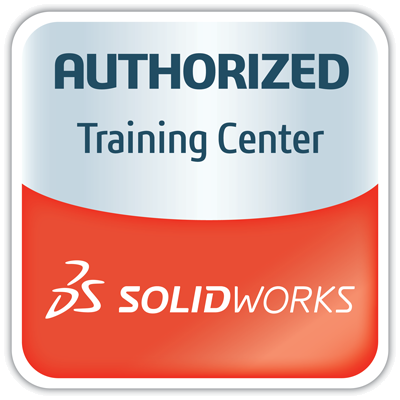 AUTHORIZED
Training Center
SOLIDWORKS